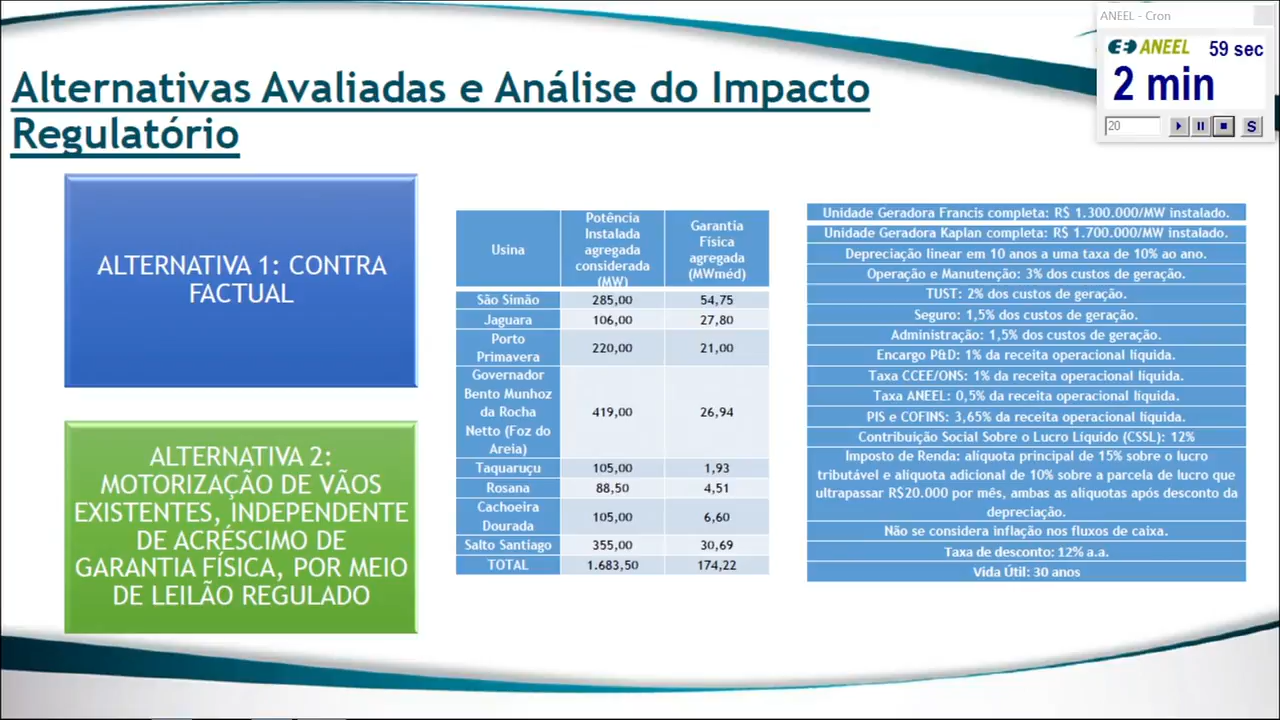 ANEEL - Cron
ANEEL
59 sec
2 min
20
S
Alternativas Avaliadas e Análise do Impacto
Regulatório
ALTERNATIVA 1: CONTRA
FACTUAL
ALTERNATIVA 2:
MOTORIZAÇÃO DE VÃOS
EXISTENTES, INDEPENDENTE
DE ACRÉSCIMO DE
GARANTIA FÍSICA, POR MEIO
DE LEILÃO REGULADO
Usina
Potência
Instalada
agregada
considerada
(MW)
Garantia
Física
agregada
(MWméd)
São Simão 285,00 54,75
Jaguara 106,00 27,80
Porto
Primavera 220,00 21,00
Governador
Bento Munhoz
da Rocha
Netto (Foz do
Areia) 419,00 26,94
Taquaruçu 105,00 1,93
Rosana 88,50 4,51
Cachoeira
Dourada 105,00 6,60
Salto Santiago 355,00 30,69
TOTAL 1.683,50 174,22
Unidade Geradora Francis completa: R$ 1.300.000/MW instalado.
Unidade Geradora Kaplan completa: R$ 1.700.000/MW instalado.
Depreciação linear em 10 anos a uma taxa de 10% ao ano.
Operação e Manutenção: 3% dos custos de geração.
TUST: 2% dos custos de geração.
Seguro: 1,5% dos custos de geração.
Administração: 1,5% dos custos de geração.
Encargo P&D: 1% da receita operacional líquida.
Taxa CCEE/ONS: 1% da receita operacional líquida.
Taxa ANEEL: 0,5% da receita operacional líquida.
PIS e COFINS: 3,65% da receita operacional líquida.
Contribuição Social Sobre o Lucro Líquido (CSSL): 12%
Imposto de Renda: alíquota principal de 15% sobre o lucro
tributável e alíquota adicional de 10% sobre a parcela de lucro que
ultrapassar R$20.000 por mês, ambas as alíquotas após desconto da
depreciação.
Não se considera inflação nos fluxos de caixa.
Taxa de desconto: 12% a.a.
Vida Útil: 30 anos